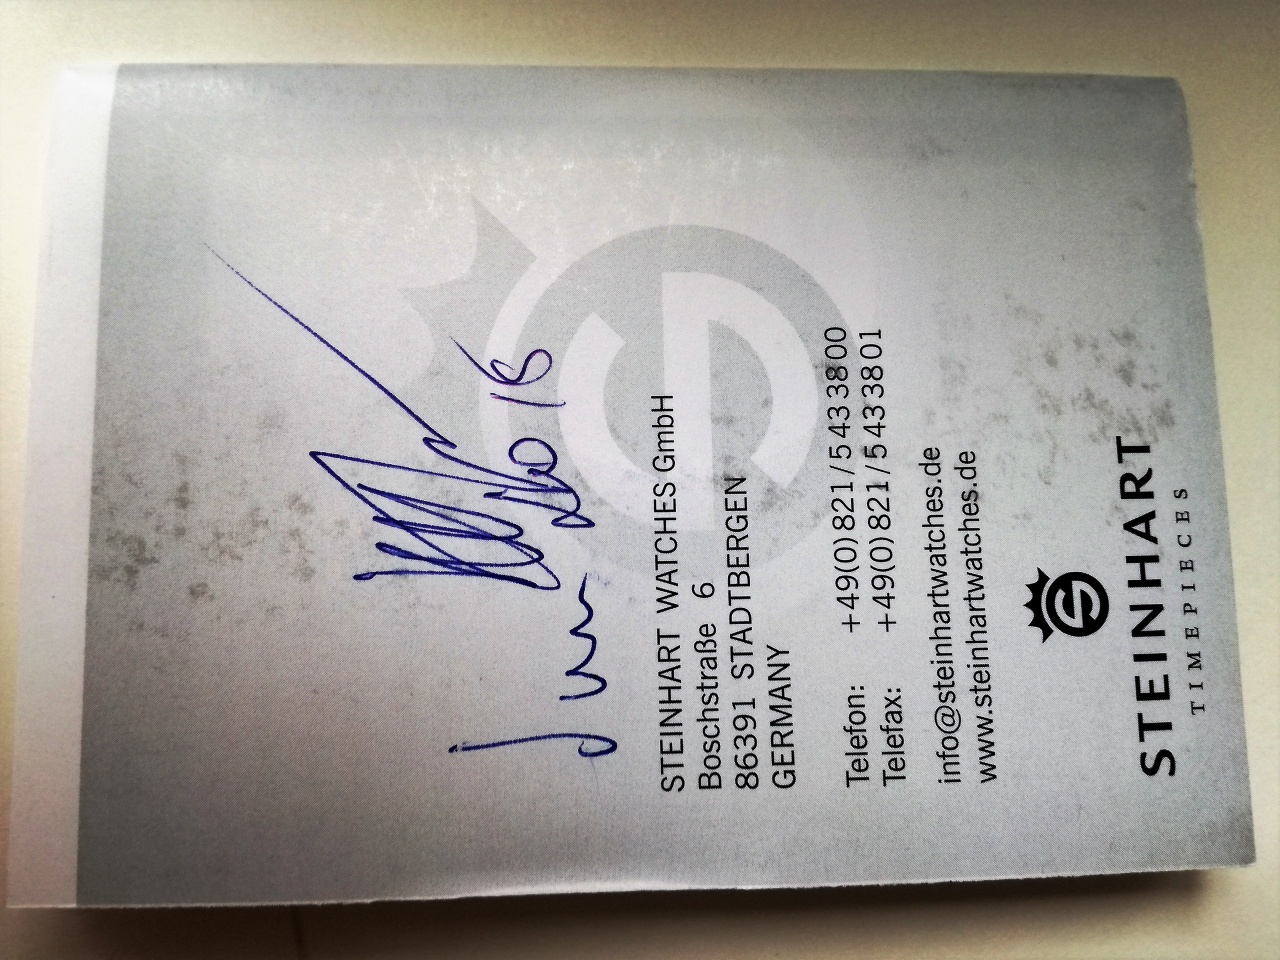 STEINHART WATCHES GmbH
Boschstraße 6
86391 STADTBERGEN
GERMANY
Telefon: +49(0)821/5433800
Telefax: +49(0)821/5433801
info@steinhartwatches.de
www.steinhartwatches.de
STEINHART
TIMEPIECES